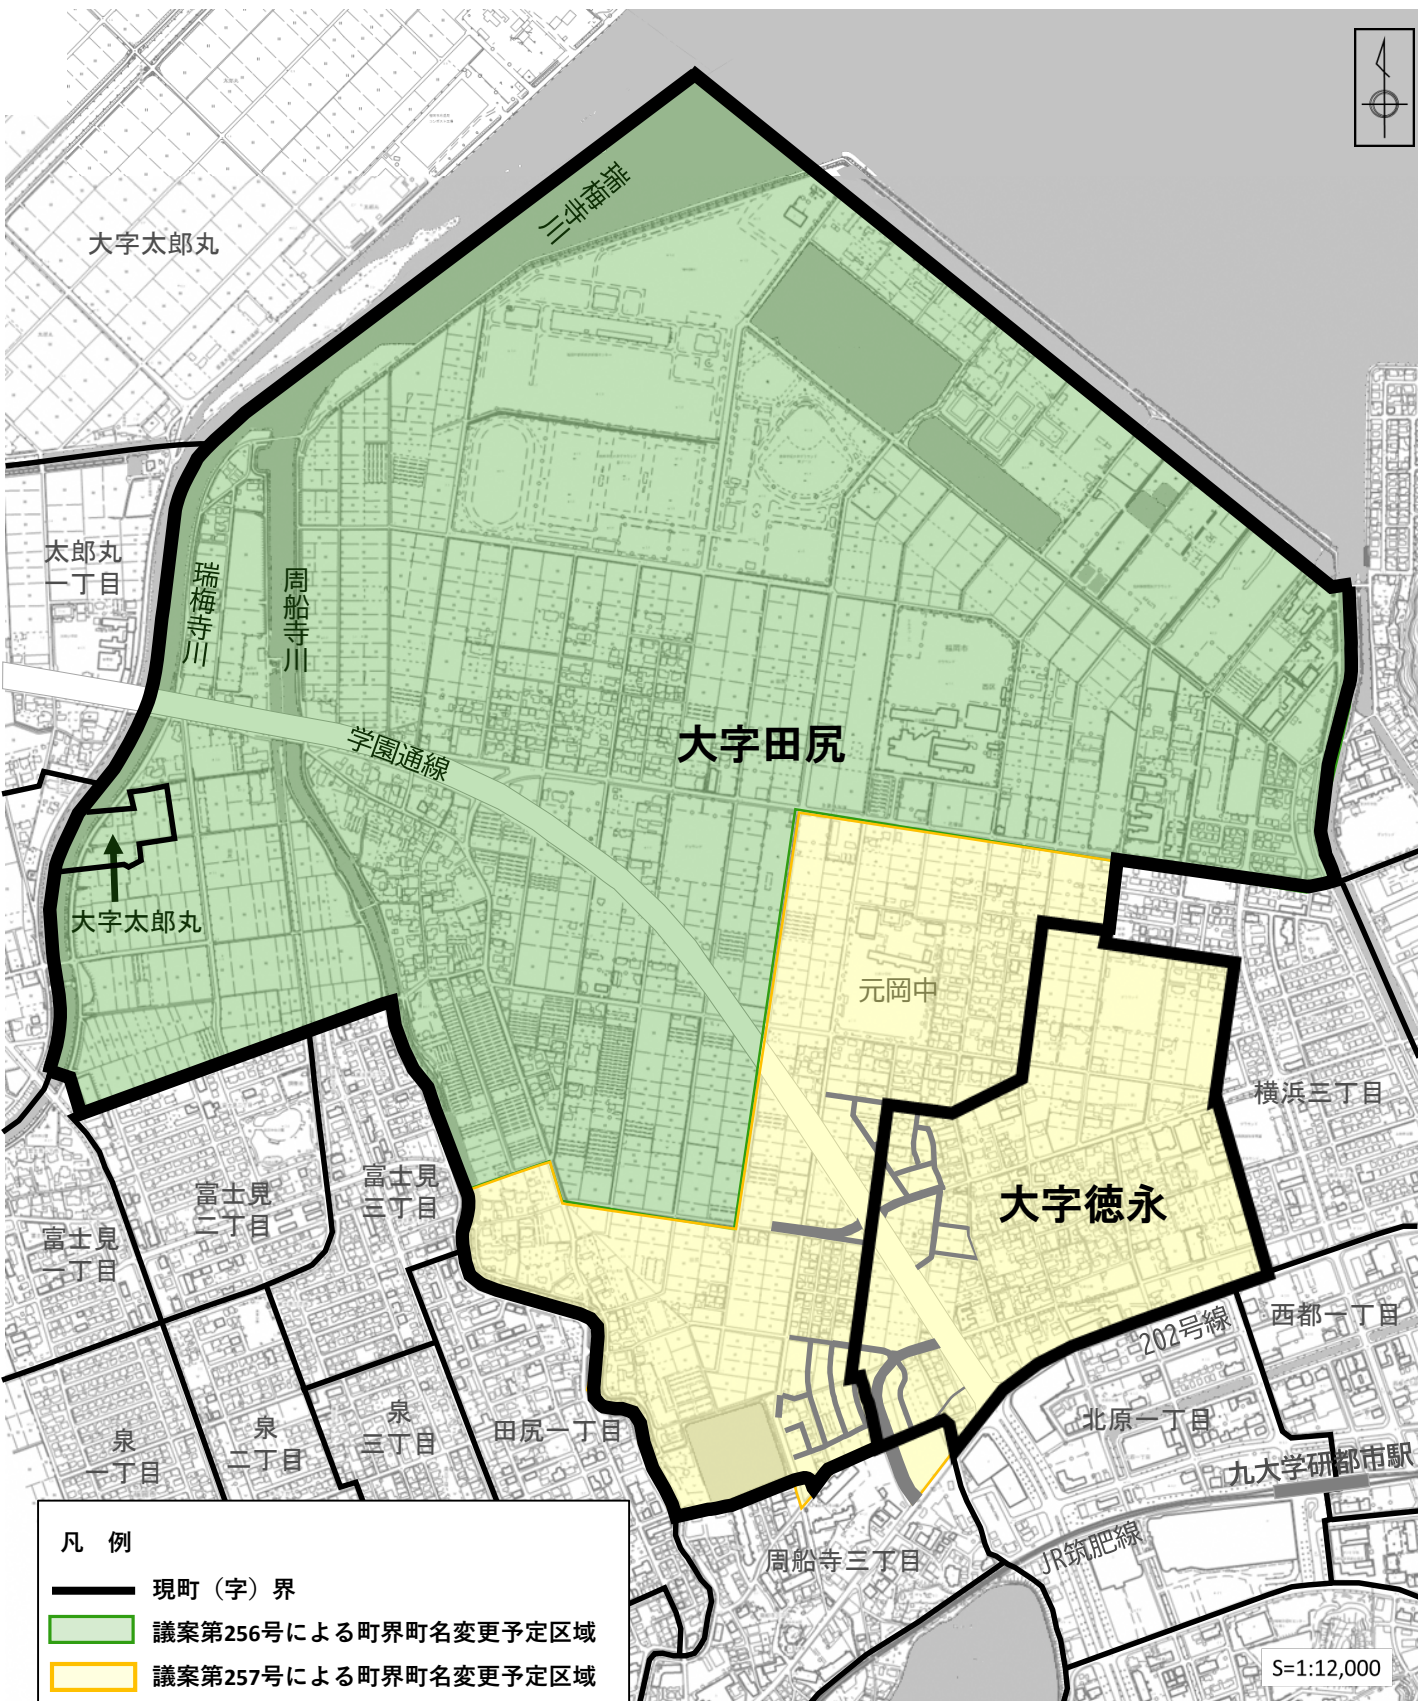 瑞梅寺川
大字太郎丸
太郎丸
一丁目
瑞梅寺川
周船寺川
学園通線
大字田尻
大字太郎丸
元岡中
横浜三丁目
大字徳永
富士見
一丁目
富士見
二丁目
富士見
三丁目
202号線
西都一丁目
北原一丁目
田尻一丁目
泉
一丁目
泉
二丁目
泉
三丁目
九大学研都市駅
JR筑肥線
周船寺三丁目
凡 例
現町（字）界
議案第256号による町界町名変更予定区域
議案第257号による町界町名変更予定区域
S=1:12,000